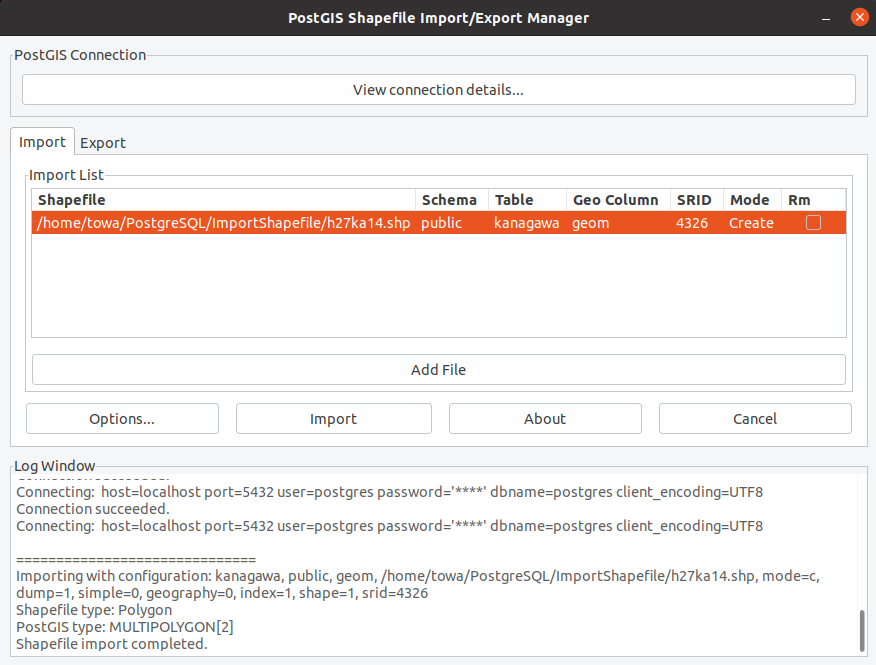 PostGIS Shapefile Import/Export Manager
PostGIS Connection
View connection details...
Import Export
Import List
Shapefile Schema Table Geo Column SRID Mode Rm
/home/towa/PostgreSQL/ImportShapefile/h27ka14.shp public kanagawa geom 4326 Create
Add File
Options... Import About Cancel
Log Window
Connecting: host=localhost port=5432 user=postgres password='****' dbname=postgres client_encoding=UTF8
Connection succeeded.
Connecting: host=localhost port=5432 user=postgres password='****' dbname=postgres client_encoding=UTF8
==============================
Importing with configuration: kanagawa, public, geom, /home/towa/PostgreSQL/ImportShapefile/h27ka14.shp, mode=c,
dump=1, simple=0, geography=0, index=1, shape=1, srid=4326
Shapefile type: Polygon
PostGIS type: MULTIPOLYGON[2]
Shapefile import completed.